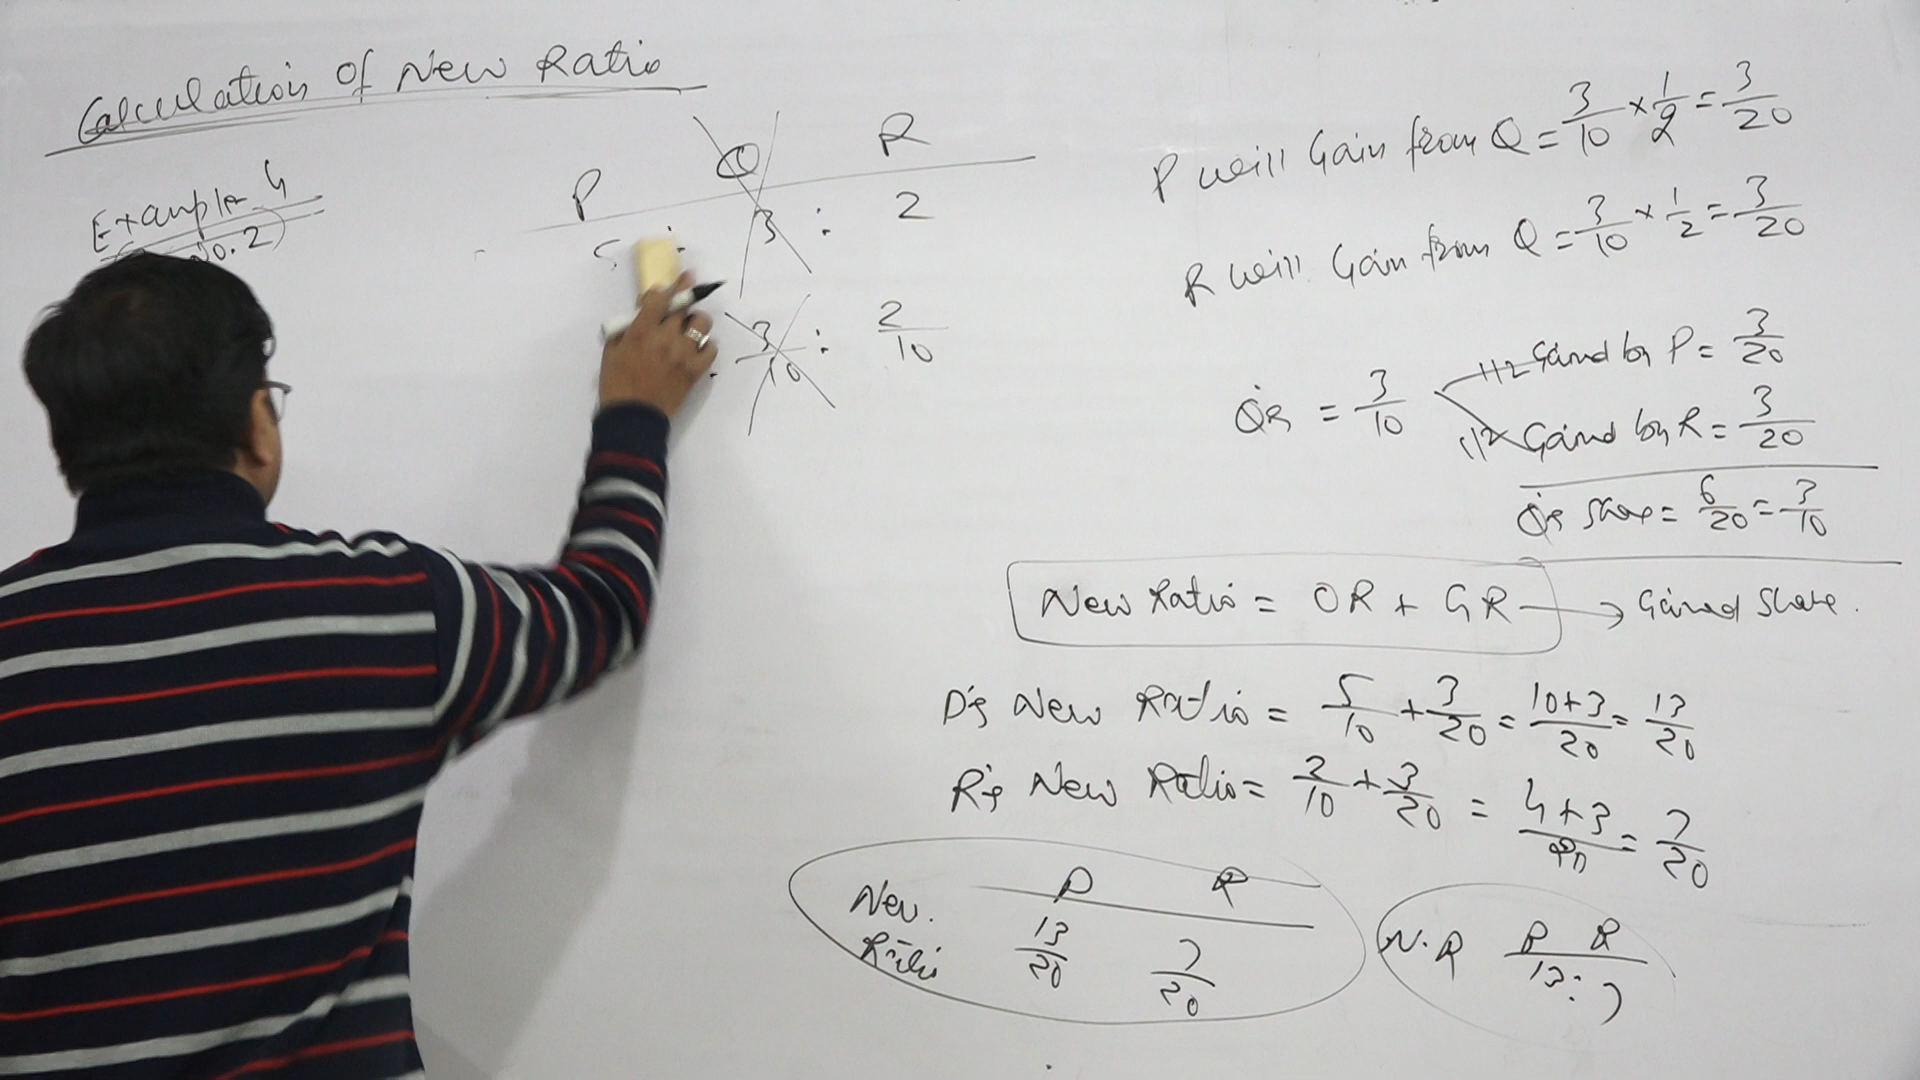 Calculation Of New Ratio
Example 4
No. 2)
P Q R
5 : 3 : 2
3/10 : 2/10
P will Gain from Q = 3/10 × 1/2 = 3/20
R will Gain from Q = 3/10 × 1/2 = 3/20
Q's = 3/10
1/2 Gained by P = 3/20
1/2 Gained by R = 3/20
Q's Share = 6/20 = 3/10
New Ratio = OR + GR → Gained Share.
P's New Ratio = 5/10 + 3/20 = 10+3/20 = 13/20
R's New Ratio = 2/10 + 3/20 = 4+3/20 = 7/20
P R
New. Ratio 13/20 7/20
N.R P R
13 : 7